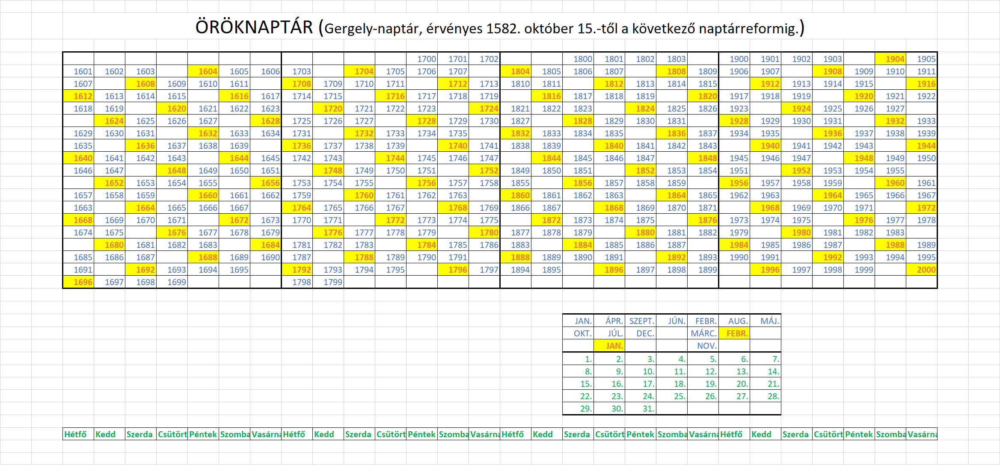 ÖRÖKNAPTÁR (Gergely-naptár, érvényes 1582. október 15.-től a következő naptárreformig.)
1700 1701 1702 1800 1801 1802 1803 1900 1901 1902 1903 1904 1905
1601 1602 1603 1604 1605 1606 1703 1704 1705 1706 1707 1804 1805 1806 1807 1808 1809 1906 1907 1908 1909 1910 1911
1607 1608 1609 1610 1611 1708 1709 1710 1711 1712 1713 1810 1811 1812 1813 1814 1815 1912 1913 1914 1915 1916
1612 1613 1614 1615 1616 1617 1714 1715 1716 1717 1718 1719 1816 1817 1818 1819 1820 1917 1918 1919 1920 1921 1922
1618 1619 1620 1621 1622 1623 1720 1721 1722 1723 1724 1821 1822 1823 1824 1825 1826 1923 1924 1925 1926 1927
1624 1625 1626 1627 1628 1725 1726 1727 1728 1729 1730 1827 1828 1829 1830 1831 1928 1929 1930 1931 1932 1933
1629 1630 1631 1632 1633 1634 1731 1732 1733 1734 1735 1832 1833 1834 1835 1836 1837 1934 1935 1936 1937 1938 1939
1635 1636 1637 1638 1639 1736 1737 1738 1739 1740 1741 1838 1839 1840 1841 1842 1843 1940 1941 1942 1943 1944
1640 1641 1642 1643 1644 1645 1742 1743 1744 1745 1746 1747 1844 1845 1846 1847 1848 1945 1946 1947 1948 1949 1950
1646 1647 1648 1649 1650 1651 1748 1749 1750 1751 1752 1849 1850 1851 1852 1853 1854 1951 1952 1953 1954 1955
1652 1653 1654 1655 1656 1753 1754 1755 1756 1757 1758 1855 1856 1857 1858 1859 1956 1957 1958 1959 1960 1961
1657 1658 1659 1660 1661 1662 1759 1760 1761 1762 1763 1860 1861 1862 1863 1864 1865 1962 1963 1964 1965 1966 1967
1663 1664 1665 1666 1667 1764 1765 1766 1767 1768 1769 1866 1867 1868 1869 1870 1871 1968 1969 1970 1971 1972
1668 1669 1670 1671 1672 1673 1770 1771 1772 1773 1774 1775 1872 1873 1874 1875 1876 1973 1974 1975 1976 1977 1978
1674 1675 1676 1677 1678 1679 1776 1777 1778 1779 1780 1877 1878 1879 1880 1881 1882 1979 1980 1981 1982 1983
1680 1681 1682 1683 1684 1781 1782 1783 1784 1785 1786 1883 1884 1885 1886 1887 1984 1985 1986 1987 1988 1989
1685 1686 1687 1688 1689 1690 1787 1788 1789 1790 1791 1888 1889 1890 1891 1892 1893 1990 1991 1992 1993 1994 1995
1691 1692 1693 1694 1695 1792 1793 1794 1795 1796 1797 1894 1895 1896 1897 1898 1899 1996 1997 1998 1999 2000
1696 1697 1698 1699 1798 1799
JAN. ÁPR. SZEPT. JÚN. FEBR. AUG. MÁJ.
OKT. JÚL. DEC. MÁRC. FEBR.
JAN. NOV.
1. 2. 3. 4. 5. 6. 7.
8. 9. 10. 11. 12. 13. 14.
15. 16. 17. 18. 19. 20. 21.
22. 23. 24. 25. 26. 27. 28.
29. 30. 31.
Hétfő Kedd Szerda Csütört Péntek Szomba Vasárna Hétfő Kedd Szerda Csütört Péntek Szomba Vasárna Hétfő Kedd Szerda Csütört Péntek Szomba Vasárna Hétfő Kedd Szerda Csütört Péntek Szomba Vasárna